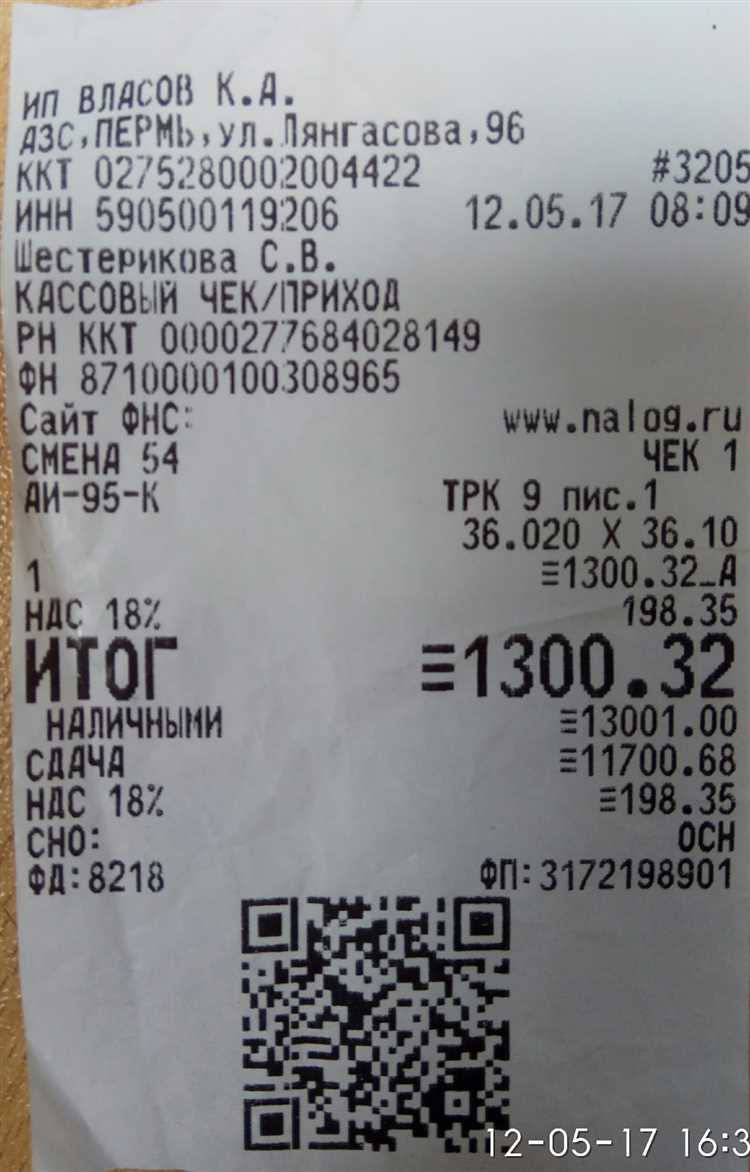 ИП ВЛАСОВ К.А.
АЗС,ПЕРМЬ,ул.Лянгасова,96
ККТ 0275280002004422 #3205
ИНН 590500119206 12.05.17 08:09
Шестерикова С.В.
КАССОВЫЙ ЧЕК/ПРИХОД
РН ККТ 0000277684028149
ФН 8710000100308965
Сайт ФНС: www.nalog.ru
СМЕНА 54 ЧЕК 1
АИ-95-К ТРК 9 пис.1
36.020 X 36.10
1 ≡1300.32_А
НДС 18% 198.35
ИТОГ ≡1300.32
НАЛИЧНЫМИ ≡13001.00
СДАЧА ≡11700.68
НДС 18% ≡198.35
СНО: ОСН
ФД:8218 ФП:3172198901
12-05-17 16:3